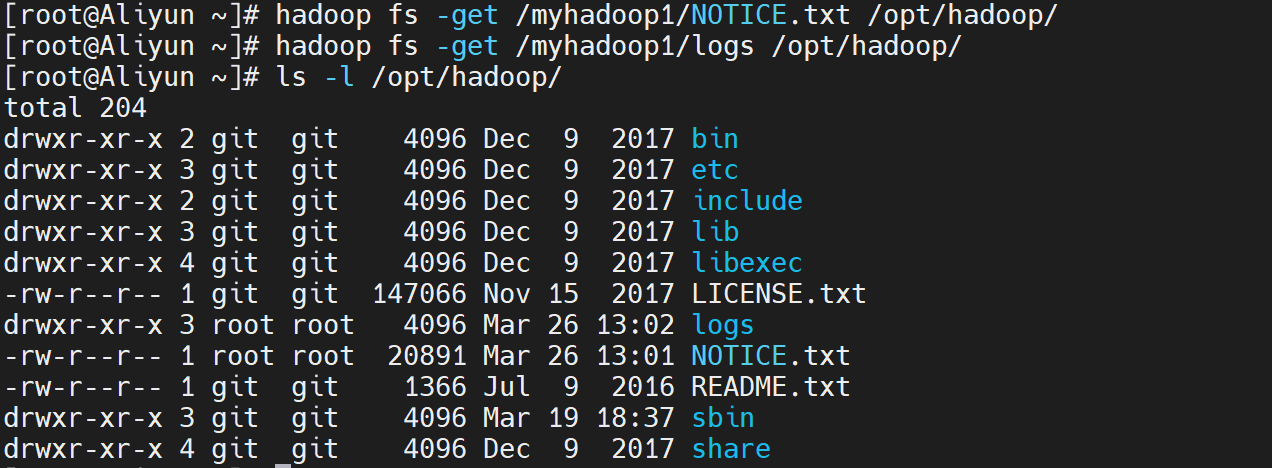 [root@Aliyun ~]# hadoop fs -get /myhadoop1/NOTICE.txt /opt/hadoop/
[root@Aliyun ~]# hadoop fs -get /myhadoop1/logs /opt/hadoop/
[root@Aliyun ~]# ls -l /opt/hadoop/
total 204
drwxr-xr-x 2 git  git    4096 Dec  9  2017 bin
drwxr-xr-x 3 git  git    4096 Dec  9  2017 etc
drwxr-xr-x 2 git  git    4096 Dec  9  2017 include
drwxr-xr-x 3 git  git    4096 Dec  9  2017 lib
drwxr-xr-x 4 git  git    4096 Dec  9  2017 libexec
-rw-r--r-- 1 git  git  147066 Nov 15  2017 LICENSE.txt
drwxr-xr-x 3 root root   4096 Mar 26 13:02 logs
-rw-r--r-- 1 root root  20891 Mar 26 13:01 NOTICE.txt
-rw-r--r-- 1 git  git    1366 Jul  9  2016 README.txt
drwxr-xr-x 3 git  git    4096 Mar 19 18:37 sbin
drwxr-xr-x 4 git  git    4096 Dec  9  2017 share